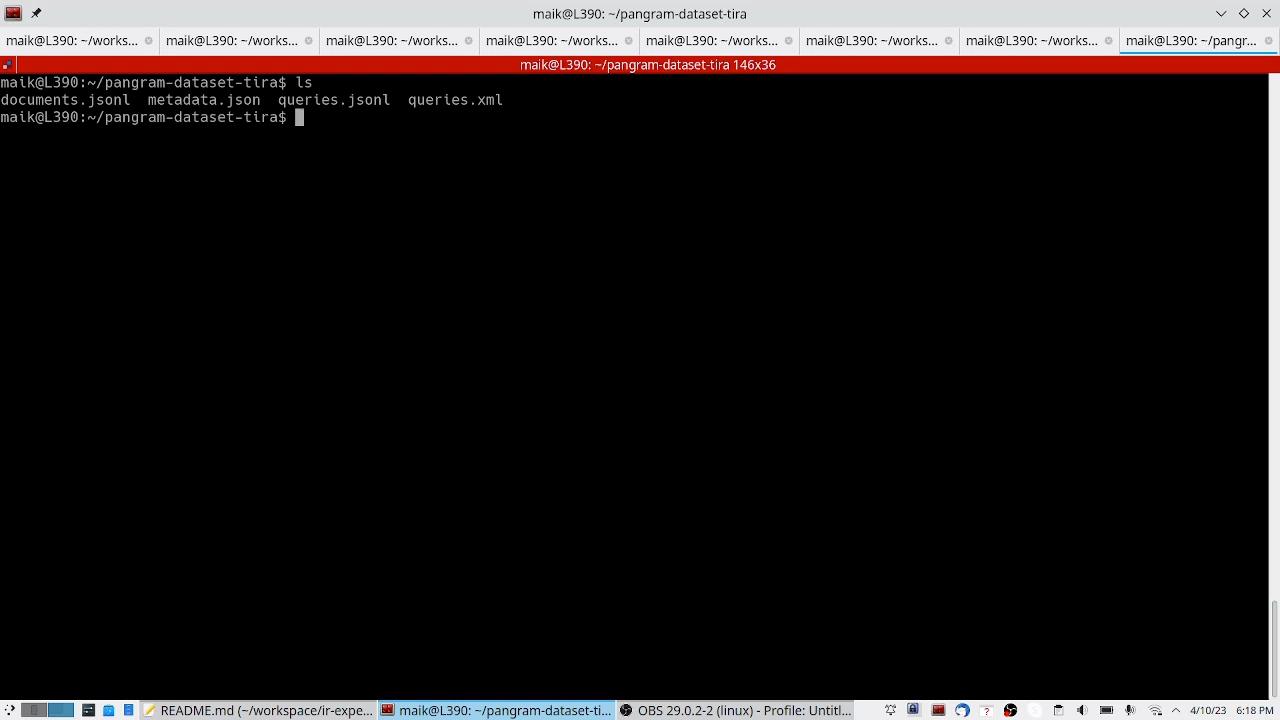 maik@L390: ~/pangram-dataset-tira
maik@L390: ~/works... maik@L390: ~/works... maik@L390: ~/works... maik@L390: ~/works... maik@L390: ~/works... maik@L390: ~/works... maik@L390: ~/works... maik@L390: ~/pangr...
maik@L390: ~/pangram-dataset-tira 146x36
maik@L390:~/pangram-dataset-tira$ ls
documents.jsonl  metadata.json  queries.jsonl  queries.xml
maik@L390:~/pangram-dataset-tira$
README.md (~/workspace/ir-expe... maik@L390: ~/pangram-dataset-ti... OBS 29.0.2-2 (linux) - Profile: Untitl... 4/10/23 6:18 PM